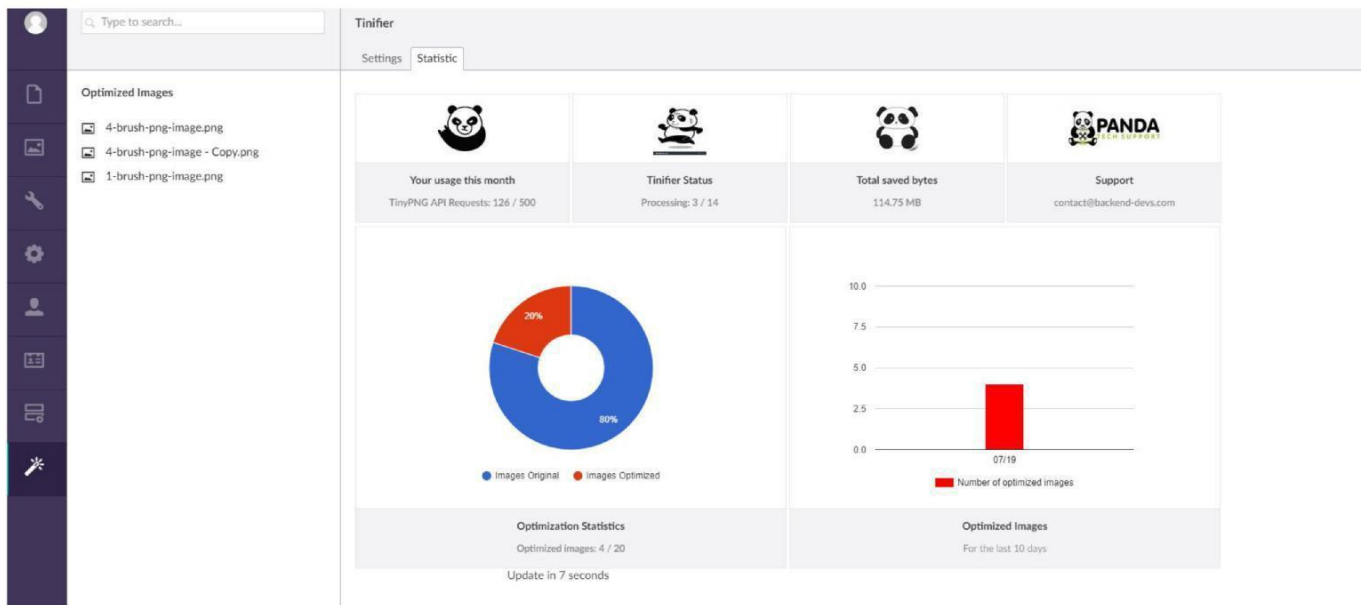 Type to search...
Tinifier
Settings
Statistic
Optimized Images
4-brush-png-image.png
4-brush-png-image - Copy.png
1-brush-png-image.png
PANDA
TECH SUPPORT
Your usage this month
TinyPNG API Requests: 126 / 500
Tinifier Status
Processing: 3 / 14
Total saved bytes
114.75 MB
Support
contact@backend-devs.com
20%
80%
Images Original
Images Optimized
Optimization Statistics
Optimized images: 4 / 20
Update in 7 seconds
10.0
7.5
5.0
2.5
0.0
07/19
Number of optimized images
Optimized Images
For the last 10 days